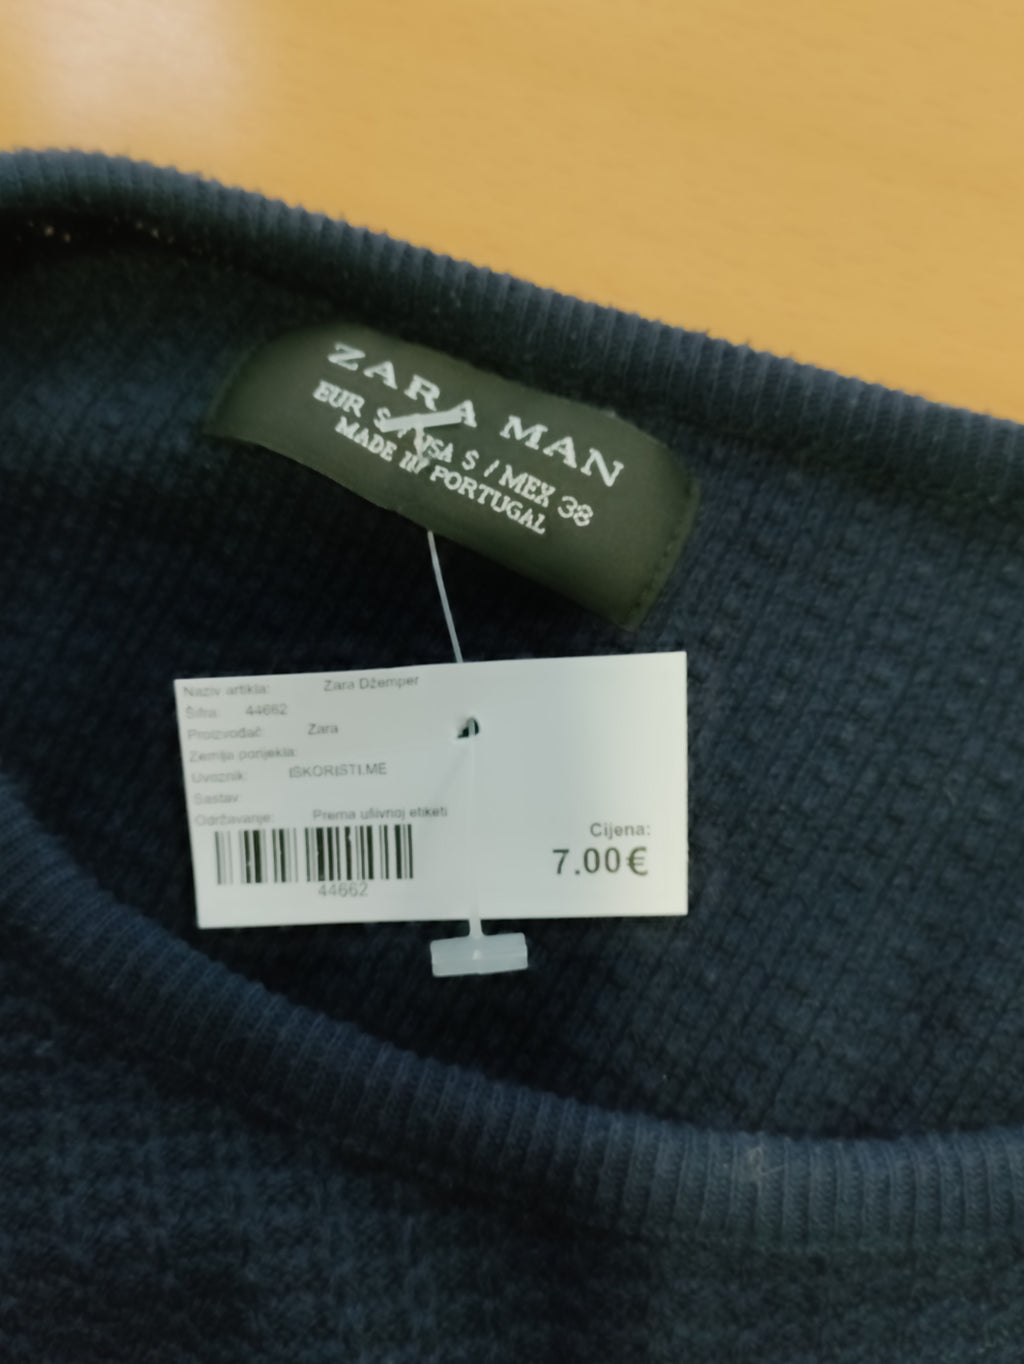 ZARA MAN
EUR S / USA S / MEX 38
MADE IN PORTUGAL
Naziv artikla: Zara Džemper
Šifra: 44662
Proizvođač: Zara
Zemlja porijekla:
Uvoznik: ISKORISTI.ME
Sastav:
Održavanje: Prema ušivnoj etiketi
44662
Cijena:
7.00€